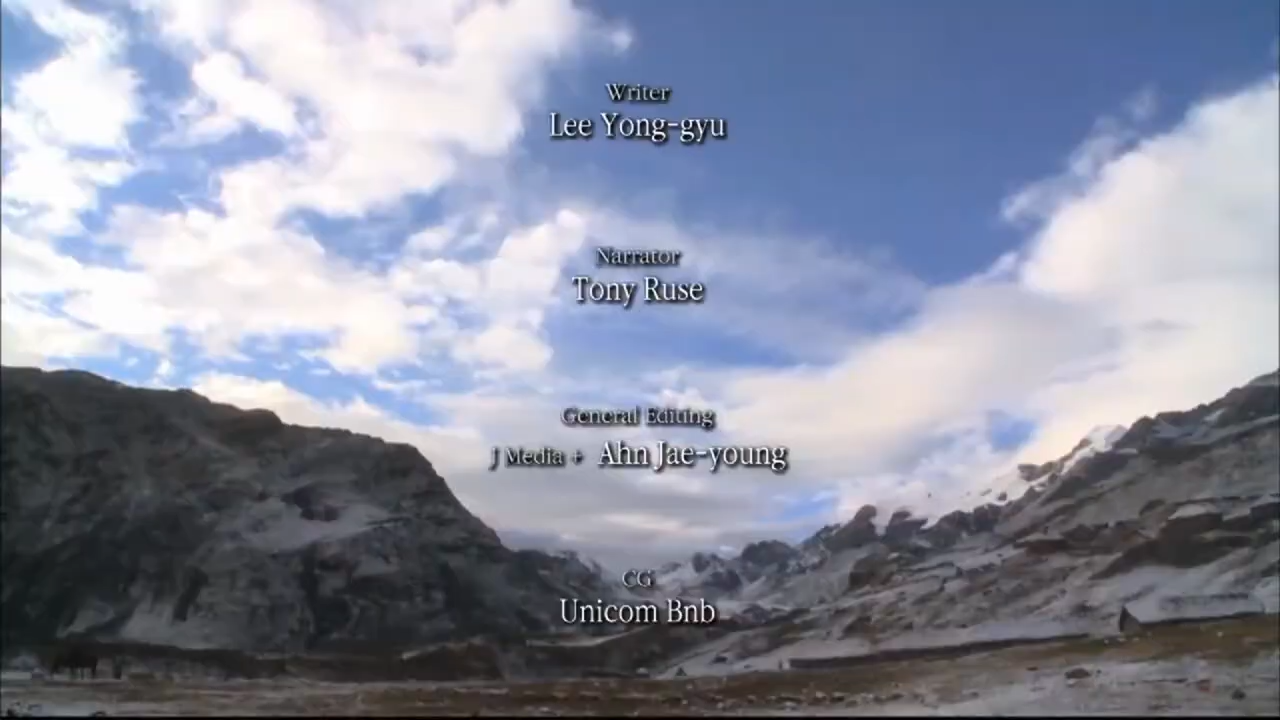 Writer
Lee Yong-gyu
Narrator
Tony Ruse
General Editing
J Media + Ahn Jae-young
CG
Unicom Bnb